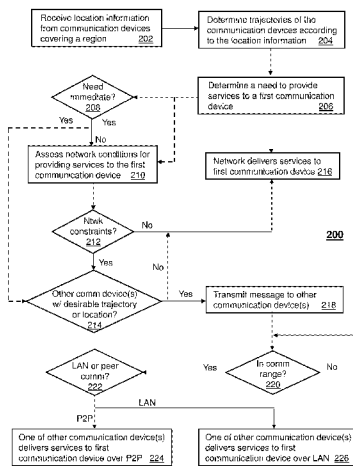 Receive location information
from communication devices
covering a region 202
Determine trajectories of the
communication devices according
to the location information 204
Need
immediate?
208
Determine a need to provide
services to a first communication
device 206
Yes
Yes
No
Assess network conditions for
providing services to the first
communication device 210
Network delivers services to
first communication device 216
Ntwk
constraints?
212
No
200
Yes
No
Other comm device(s)
w/ desirable trajectory
or location?
214
Yes
Transmit message to other
communication device(s) 218
LAN or peer
comm?
222
Yes
In comm
range?
220
No
LAN
P2P
One of other communication device(s)
delivers services to first
communication device over P2P 224
One of other communication device(s)
delivers services to first
communication device over LAN 226